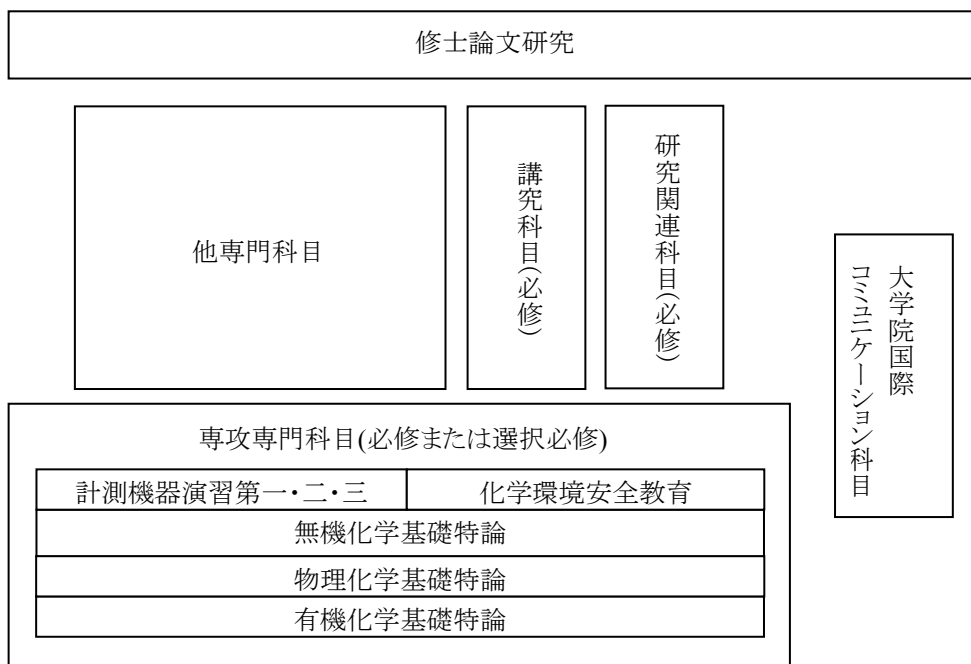 修士論文研究
他専門科目
講究科目(必修)
研究関連科目(必修)
大学院国際
コミュニケーション科目
専攻専門科目(必修または選択必修)
計測機器演習第一・二・三
化学環境安全教育
無機化学基礎特論
物理化学基礎特論
有機化学基礎特論